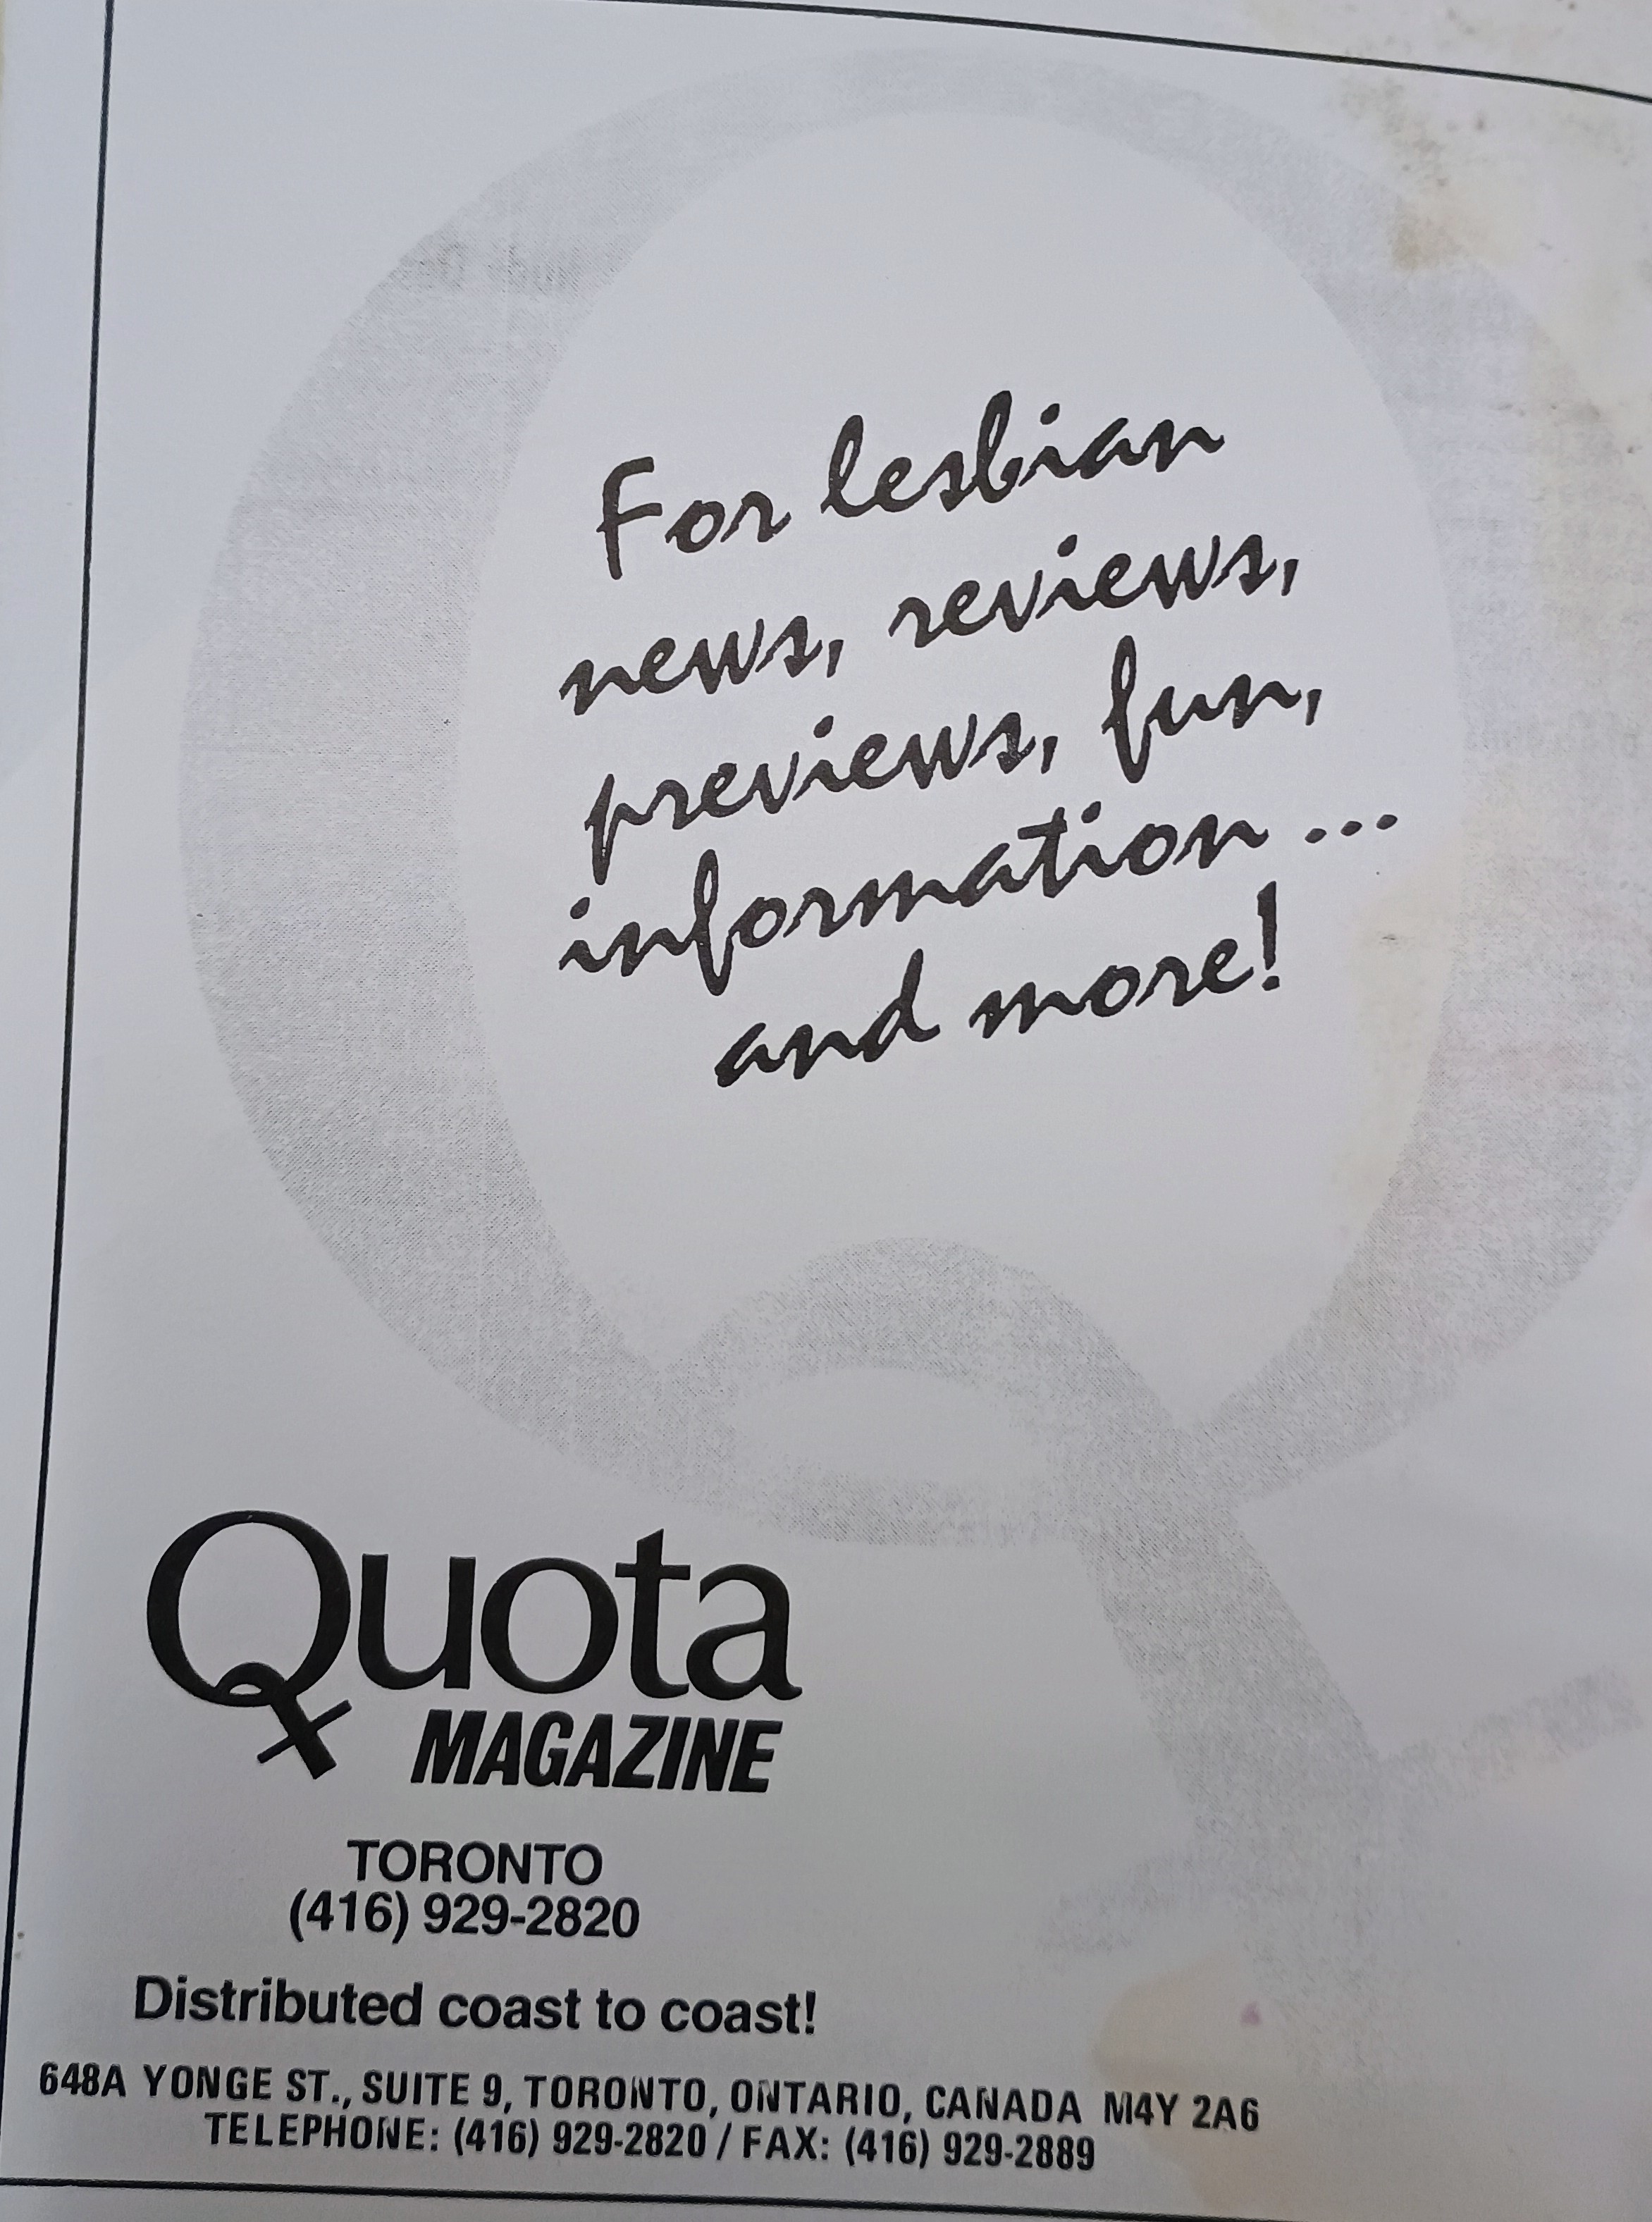 For lesbian
news, reviews,
previews, fun,
information ...
and more!
Quota
MAGAZINE
TORONTO
(416) 929-2820
Distributed coast to coast!
648A YONGE ST., SUITE 9, TORONTO, ONTARIO, CANADA M4Y 2A6
TELEPHONE: (416) 929-2820 / FAX: (416) 929-2889